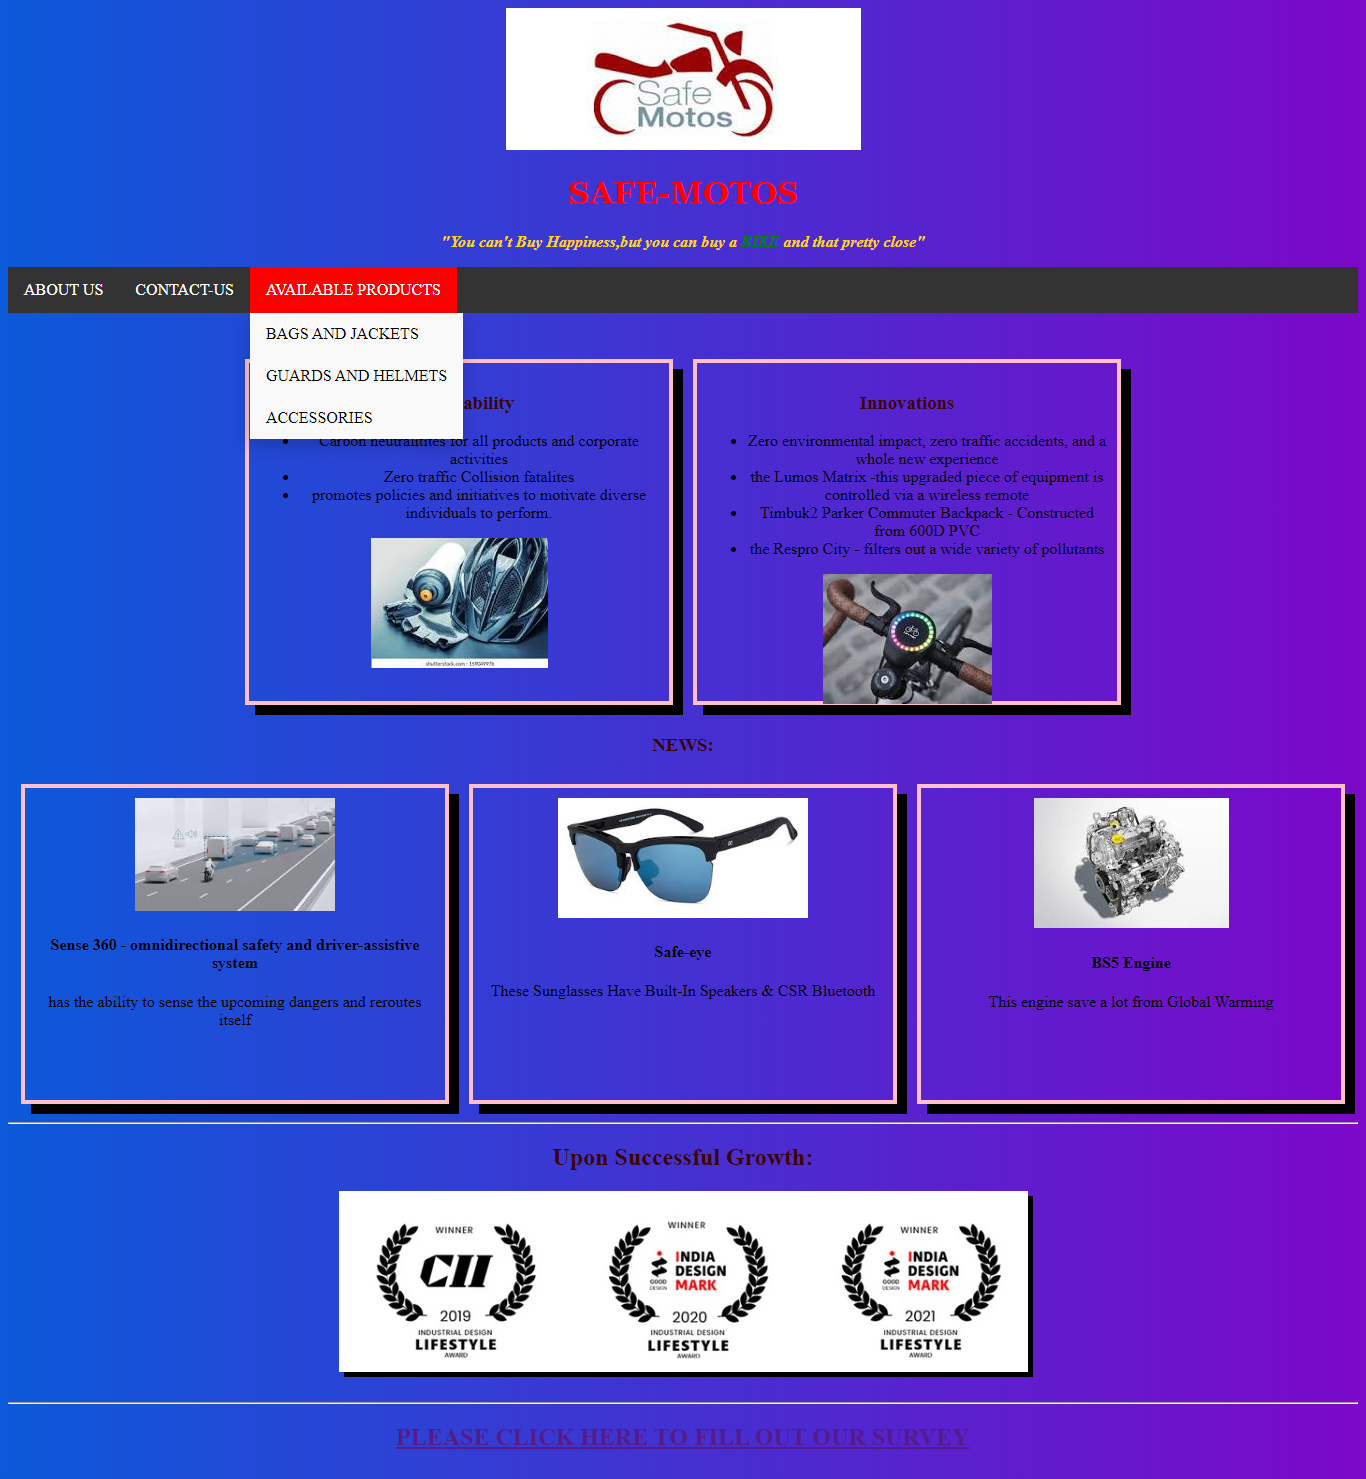 Safe
Motos
SAFE-MOTOS
"You can't Buy Happiness,but you can buy a BIKE and that pretty close"
ABOUT US CONTACT-US AVAILABLE PRODUCTS
BAGS AND JACKETS
GUARDS AND HELMETS
ACCESSORIES
ability
Carbon neutralitites for all products and corporate
activities
Zero traffic Collision fatalites
promotes policies and initiatives to motivate diverse
individuals to perform.
shutterstock.com · 159049976
Innovations
Zero environmental impact, zero traffic accidents, and a
whole new experience
the Lumos Matrix -this upgraded piece of equipment is
controlled via a wireless remote
Timbuk2 Parker Commuter Backpack - Constructed
from 600D PVC
the Respro City - filters out a wide variety of pollutants
NEWS:
Sense 360 - omnidirectional safety and driver-assistive
system
has the ability to sense the upcoming dangers and reroutes
itself
Safe-eye
These Sunglasses Have Built-In Speakers & CSR Bluetooth
BS5 Engine
This engine save a lot from Global Warming
Upon Successful Growth:
WINNER
CII
2019
INDUSTRIAL DESIGN
LIFESTYLE
AWARD
WINNER
INDIA
DESIGN
MARK
GOOD
DESIGN
2020
INDUSTRIAL DESIGN
LIFESTYLE
AWARD
WINNER
INDIA
DESIGN
MARK
GOOD
DESIGN
2021
INDUSTRIAL DESIGN
LIFESTYLE
AWARD
PLEASE CLICK HERE TO FILL OUT OUR SURVEY